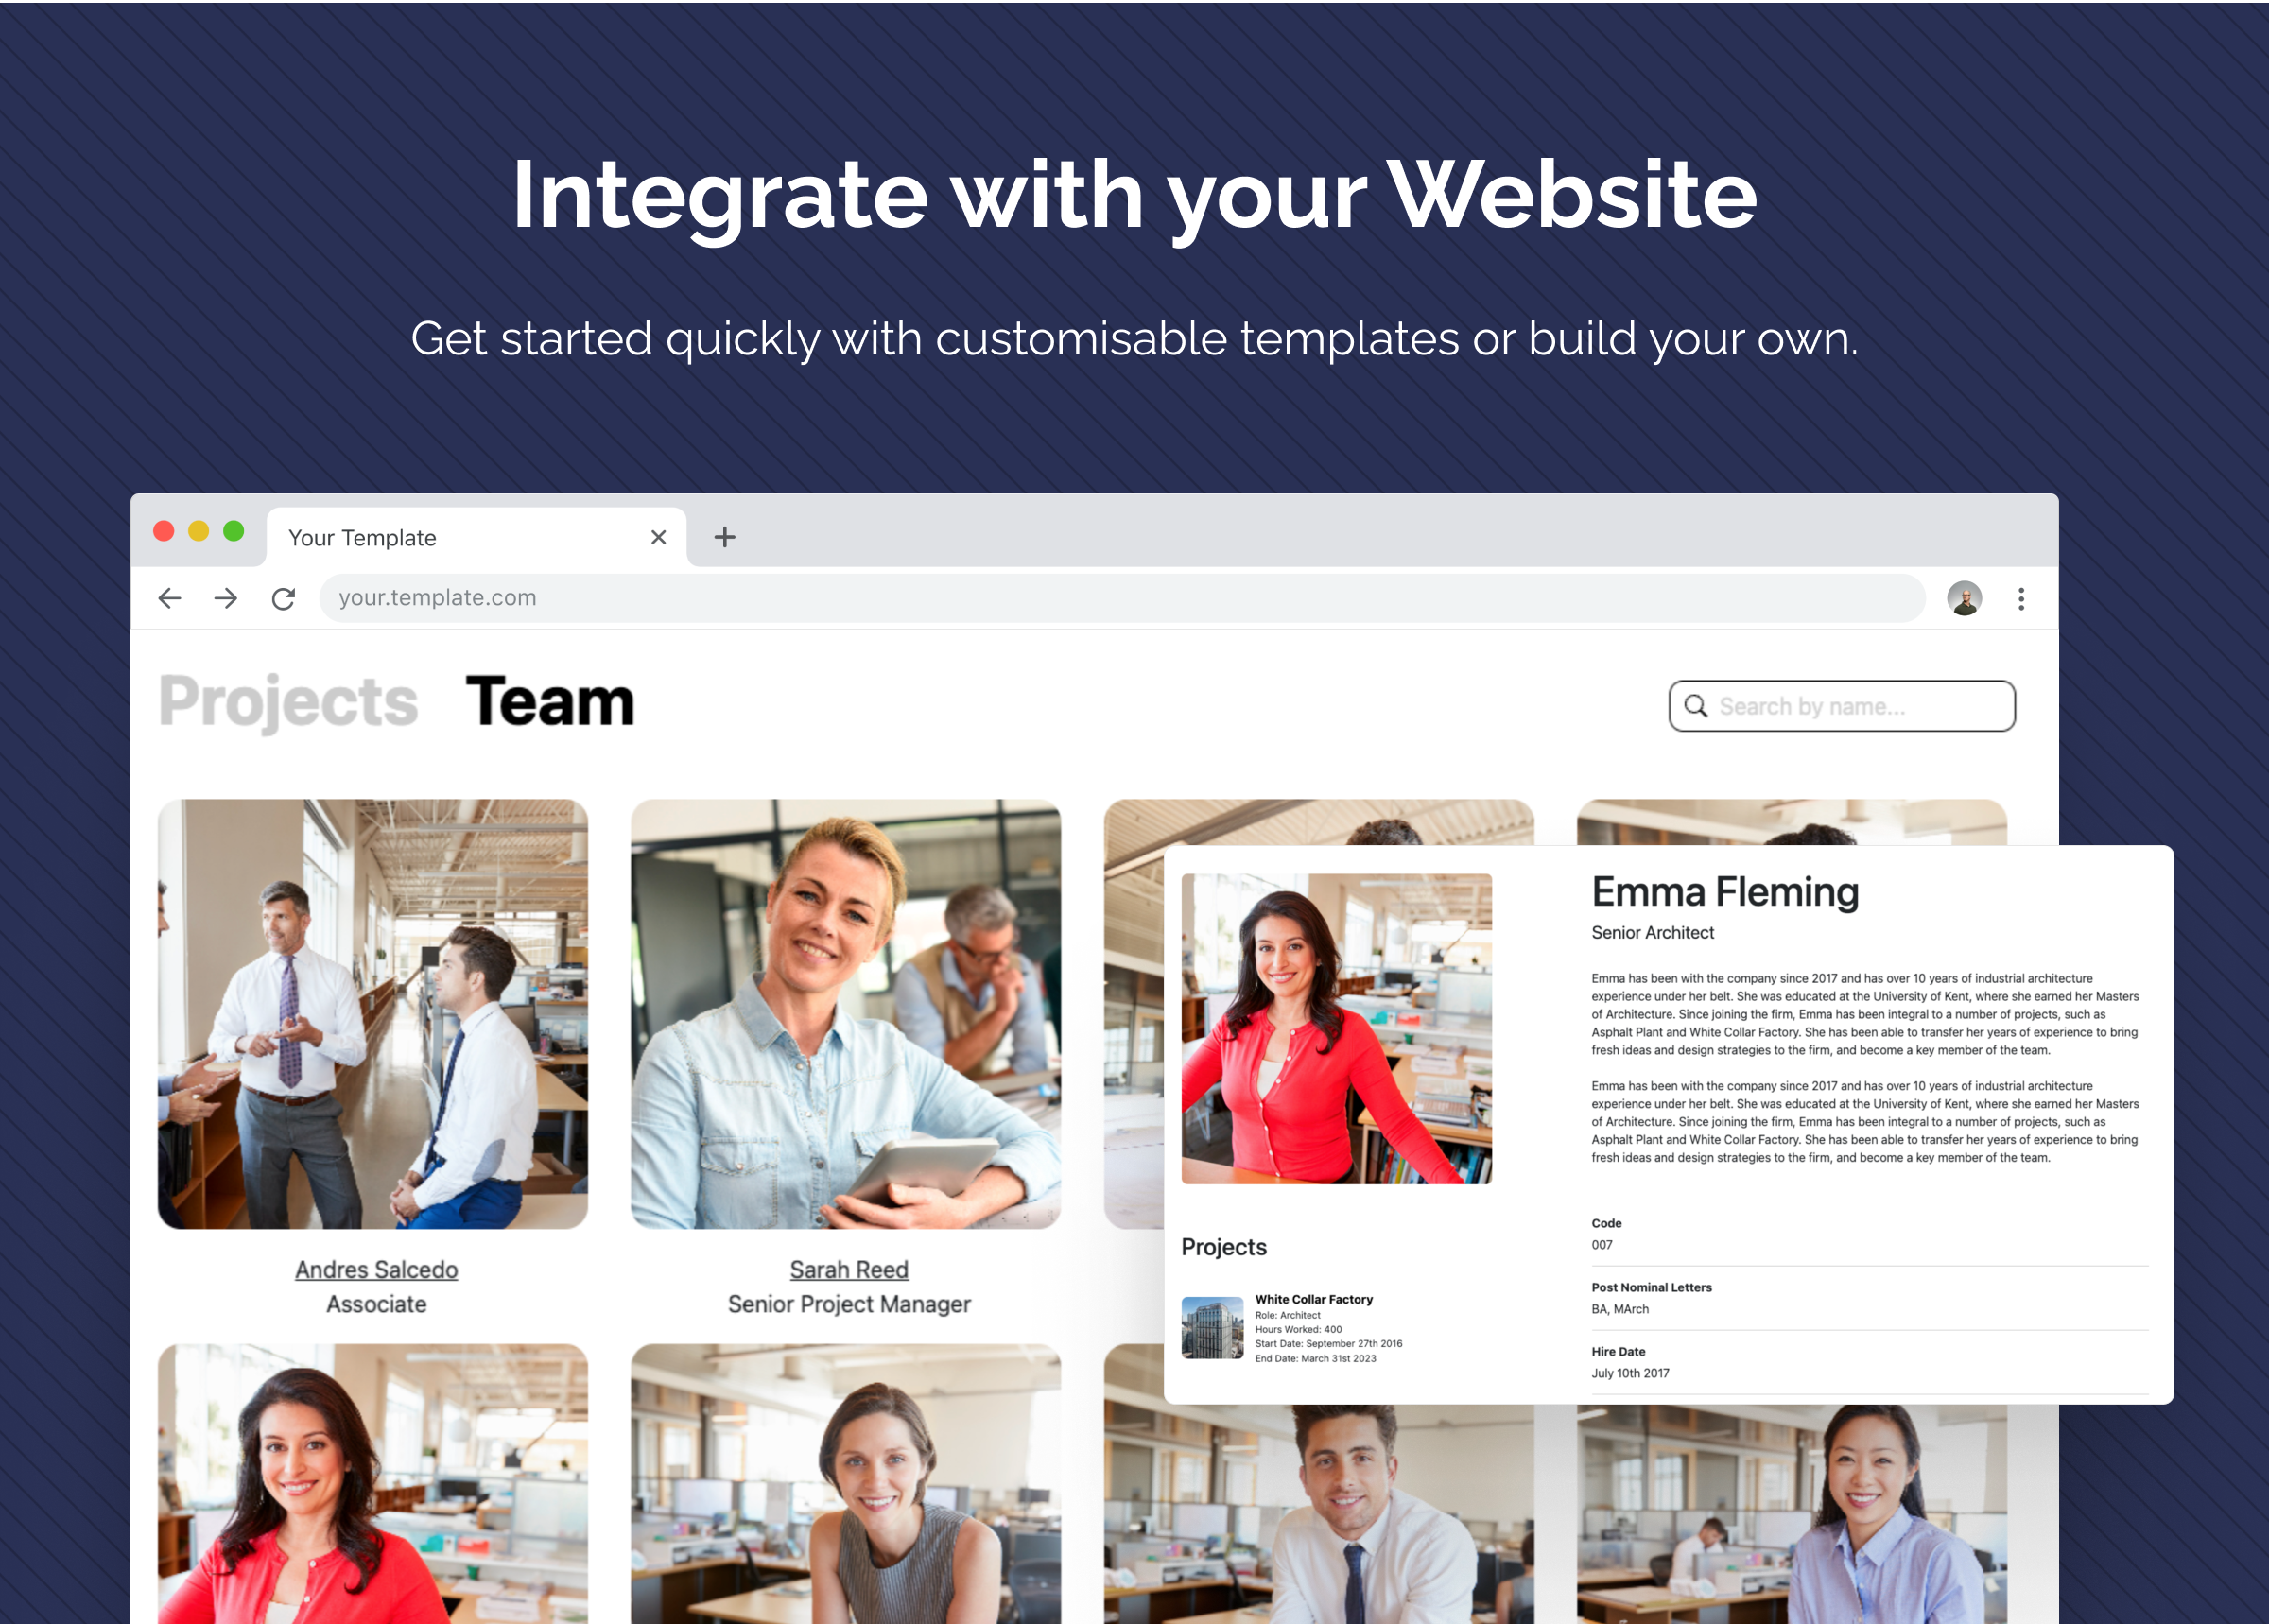 Integrate with your Website
Get started quickly with customisable templates or build your own.
Your Template
your.template.com
Projects Team
Search by name...
Andres Salcedo
Associate
Sarah Reed
Senior Project Manager
Emma Fleming
Senior Architect
Emma has been with the company since 2017 and has over 10 years of industrial architecture
experience under her belt. She was educated at the University of Kent, where she earned her Masters
of Architecture. Since joining the firm, Emma has been integral to a number of projects, such as
Asphalt Plant and White Collar Factory. She has been able to transfer her years of experience to bring
fresh ideas and design strategies to the firm, and become a key member of the team.
Emma has been with the company since 2017 and has over 10 years of industrial architecture
experience under her belt. She was educated at the University of Kent, where she earned her Masters
of Architecture. Since joining the firm, Emma has been integral to a number of projects, such as
Asphalt Plant and White Collar Factory. She has been able to transfer her years of experience to bring
fresh ideas and design strategies to the firm, and become a key member of the team.
Projects
White Collar Factory
Role: Architect
Hours Worked: 400
Start Date: September 27th 2016
End Date: March 31st 2023
Code
007
Post Nominal Letters
BA, MArch
Hire Date
July 10th 2017